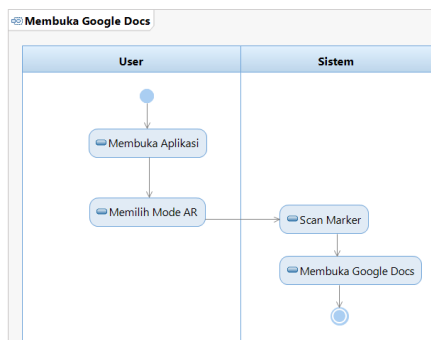 Membuka Google Docs
User
Sistem
Membuka Aplikasi
Memilih Mode AR
Scan Marker
Membuka Google Docs